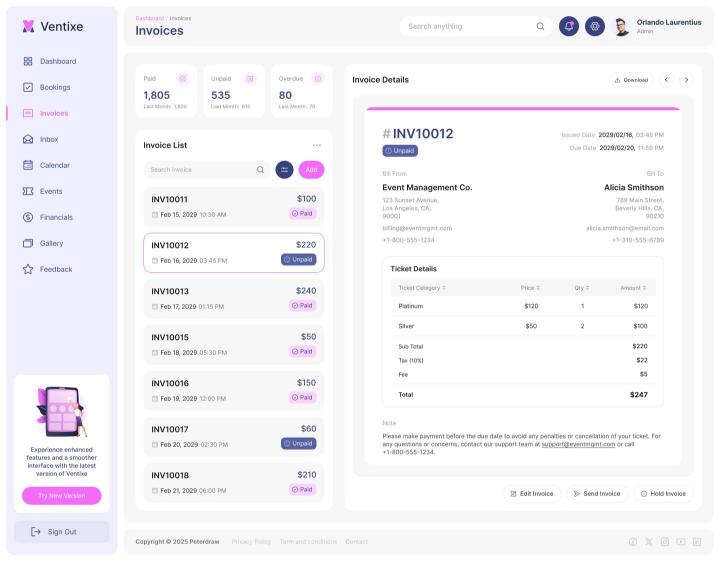 Ventixe
Dashboard
Bookings
Invoices
Inbox
Calendar
Events
Financials
Gallery
Feedback
Experience enhanced
features and a smoother
interface with the latest
version of Ventixe
Try New Version
Sign Out
Dashboard / Invoices
Invoices
Search anything
Orlando Laurentius
Admin
Paid
1,805
Last Month: 1,800
Unpaid
535
Last Month: 610
Overdue
80
Last Month: 70
Invoice List
Search invoice
Add
INV10011 $100
Feb 15, 2029 10:30 AM Paid
INV10012 $220
Feb 16, 2029 03:45 PM Unpaid
INV10013 $240
Feb 17, 2029 01:15 PM Paid
INV10015 $50
Feb 18, 2029 05:30 PM Paid
INV10016 $150
Feb 19, 2029 12:00 PM Paid
INV10017 $60
Feb 20, 2029 02:30 PM Unpaid
INV10018 $210
Feb 21, 2029 06:00 PM Paid
Invoice Details
Download
# INV10012
Unpaid
Issued Date 2029/02/16, 03:45 PM
Due Date 2029/02/20, 11:59 PM
Bill From
Event Management Co.
123 Sunset Avenue,
Los Angeles, CA,
90001
billing@eventmgmt.com
+1-800-555-1234
Bill To
Alicia Smithson
789 Main Street,
Beverly Hills, CA,
90210
alicia.smithson@email.com
+1-310-555-6789
Ticket Details
Ticket Category Price Qty Amount
Platinum $120 1 $120
Silver $50 2 $100
Sub Total $220
Tax (10%) $22
Fee $5
Total $247
Note
Please make payment before the due date to avoid any penalties or cancellation of your ticket. For
any questions or concerns, contact our support team at support@eventmgmt.com or call
+1-800-555-1234.
Edit Invoice
Send Invoice
Hold Invoice
Copyright © 2025 Peterdraw
Privacy Policy
Term and conditions
Contact